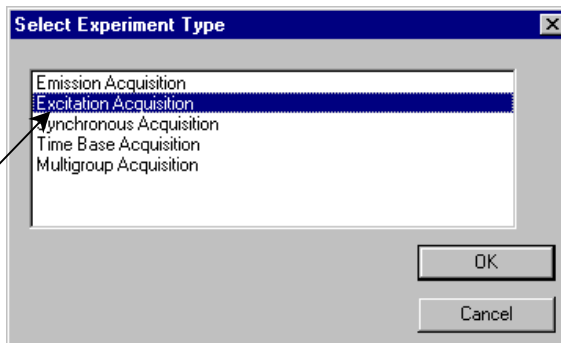 Select Experiment Type
Emission Acquisition
Excitation Acquisition
Synchronous Acquisition
Time Base Acquisition
Multigroup Acquisition
OK
Cancel